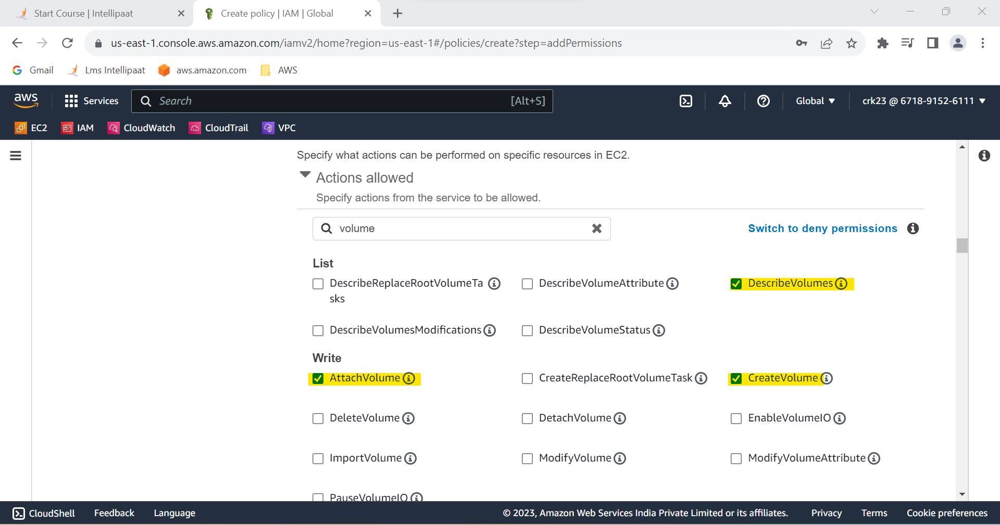 Start Course | Intellipaat
Create policy | IAM | Global
us-east-1.console.aws.amazon.com/iamv2/home?region=us-east-1#/policies/create?step=addPermissions
Gmail
Lms Intellipaat
aws.amazon.com
AWS
aws
Services
Search
[Alt+S]
Global
crk23 @ 6718-9152-6111
EC2
IAM
CloudWatch
CloudTrail
VPC
Specify what actions can be performed on specific resources in EC2.
Actions allowed
Specify actions from the service to be allowed.
volume
Switch to deny permissions
List
DescribeReplaceRootVolumeTa
sks
DescribeVolumeAttribute
DescribeVolumes
DescribeVolumesModifications
DescribeVolumeStatus
Write
AttachVolume
CreateReplaceRootVolumeTask
CreateVolume
DeleteVolume
DetachVolume
EnableVolumeIO
ImportVolume
ModifyVolume
ModifyVolumeAttribute
PauseVolumeIO
CloudShell
Feedback
Language
© 2023, Amazon Web Services India Private Limited or its affiliates.
Privacy
Terms
Cookie preferences